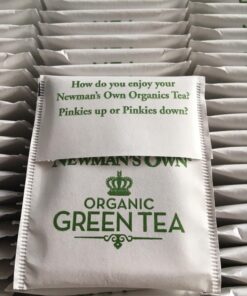 How do you enjoy your
Newman's Own Organics Tea?
Pinkies up or Pinkies down?
NEWMAN'S OWN
ORGANIC
GREEN TEA